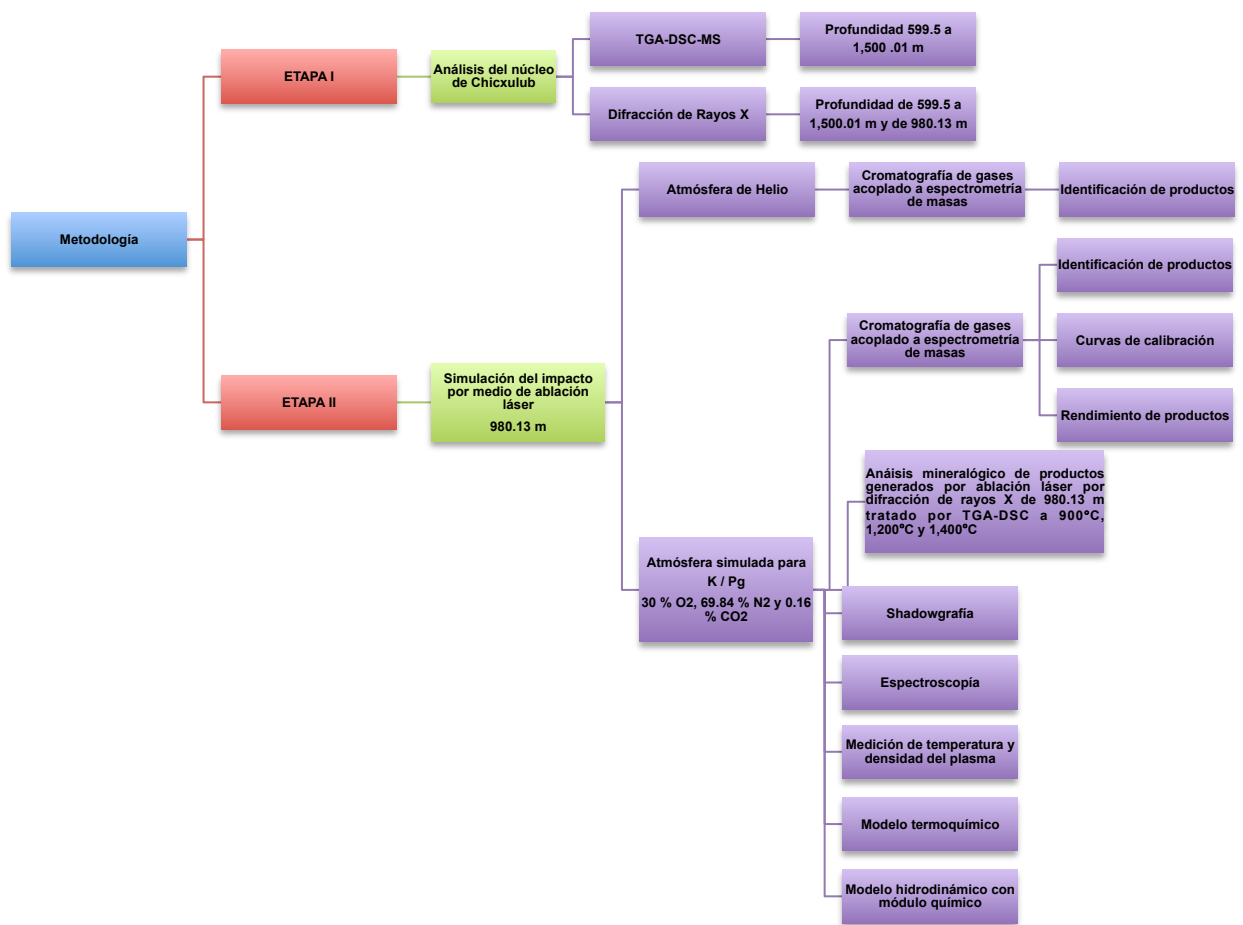 Metodología
ETAPA I
Análisis del núcleo
de Chicxulub
TGA-DSC-MS
Profundidad 599.5 a
1,500 .01 m
Difracción de Rayos X
Profundidad de 599.5 a
1,500.01 m y de 980.13 m
ETAPA II
Simulación del impacto
por medio de ablación
láser
980.13 m
Atmósfera de Helio
Cromatografía de gases
acoplado a espectrometría
de masas
Identificación de productos
Atmósfera simulada para
K / Pg
30 % O2, 69.84 % N2 y 0.16
% CO2
Cromatografía de gases
acoplado a espectrometría
de masas
Identificación de productos
Curvas de calibración
Rendimiento de productos
Anáisis mineralógico de productos
generados por ablación láser por
difracción de rayos X de 980.13 m
tratado por TGA-DSC a 900°C,
1,200°C y 1,400°C
Shadowgrafía
Espectroscopía
Medición de temperatura y
densidad del plasma
Modelo termoquímico
Modelo hidrodinámico con
módulo químico